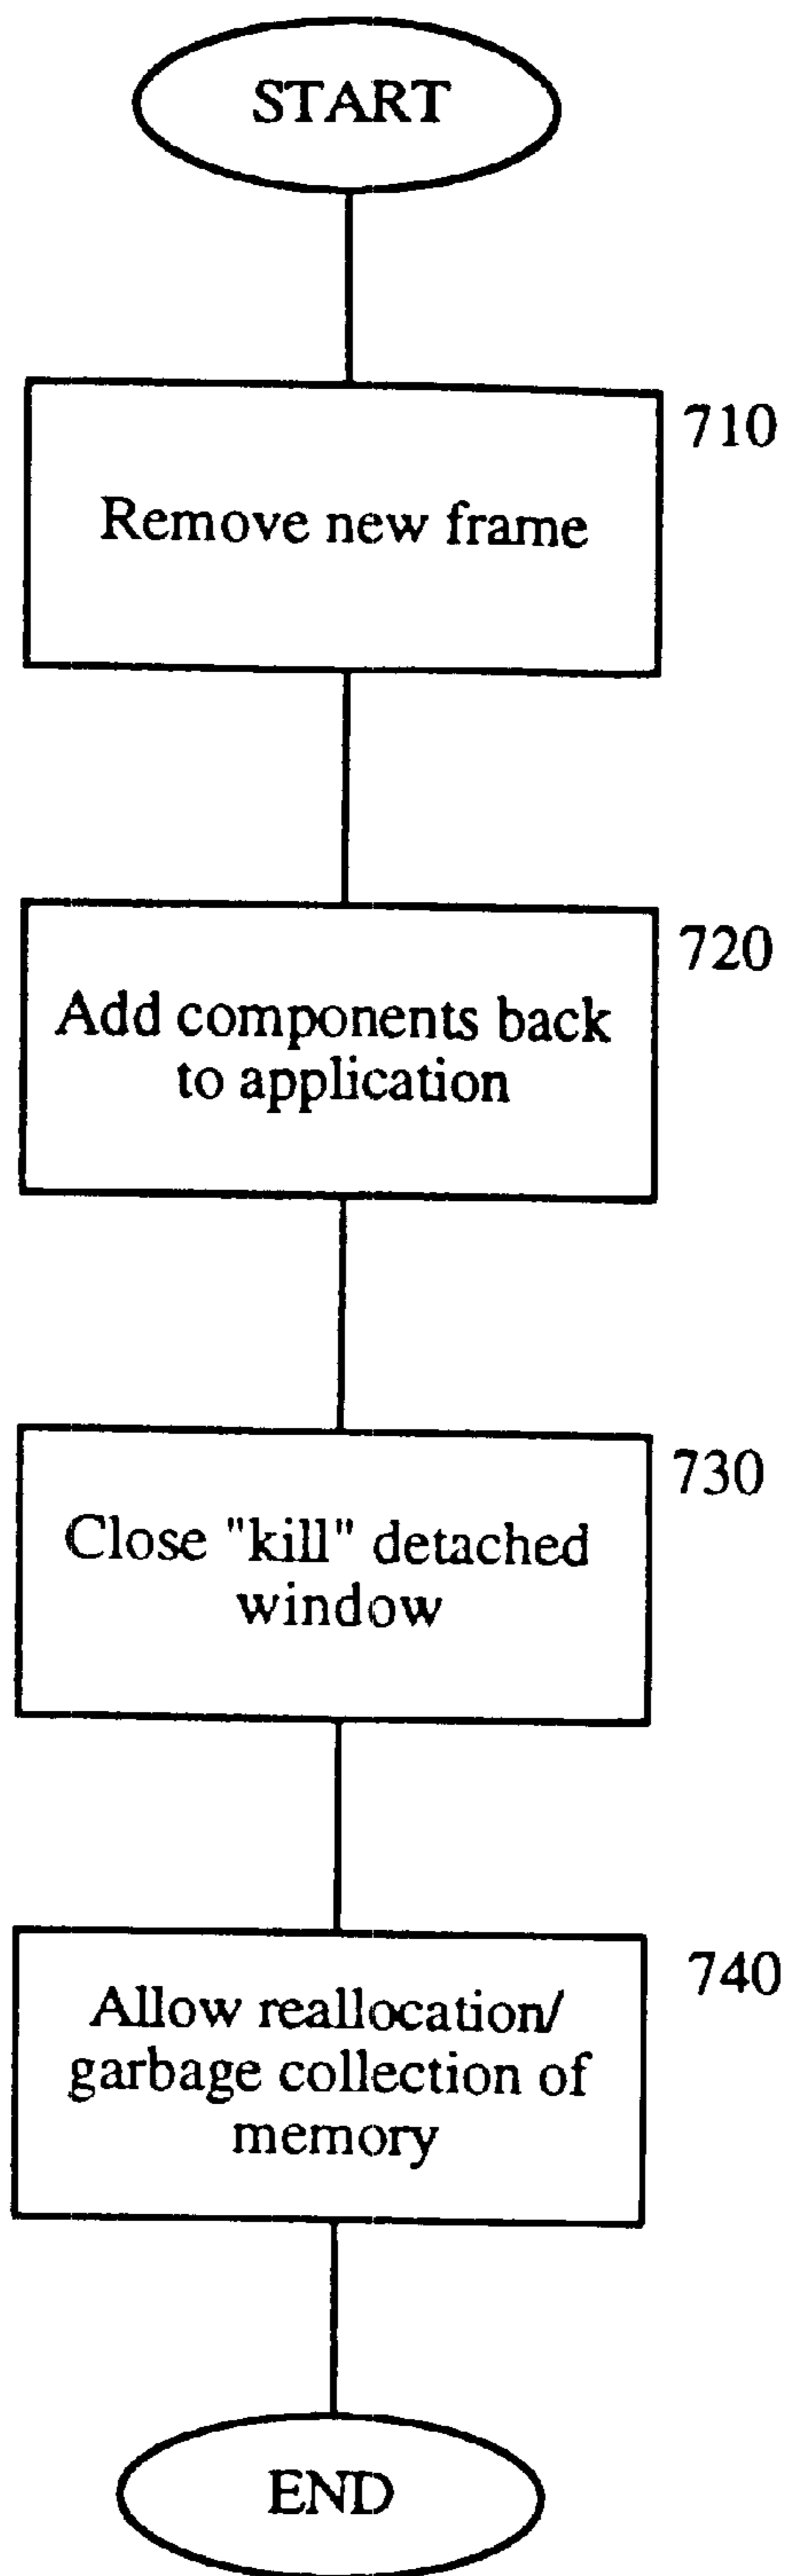 START
710
Remove new frame
720
Add components back
to application
730
Close "kill" detached
window
740
Allow reallocation/
garbage collection of
memory
END